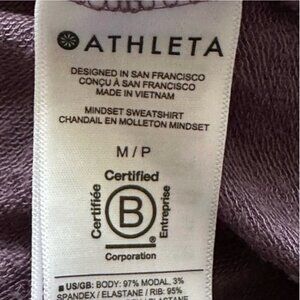 ATHLETA
DESIGNED IN SAN FRANCISCO
CONÇU À SAN FRANCISCO
MADE IN VIETNAM
MINDSET SWEATSHIRT
CHANDAIL EN MOLLETON MINDSET
M / P
Certified
Certifiée
B
®
Entreprise
Corporation
US/GB: BODY: 97% MODAL, 3%
SPANDEX / ELASTANE / RIB: 95%